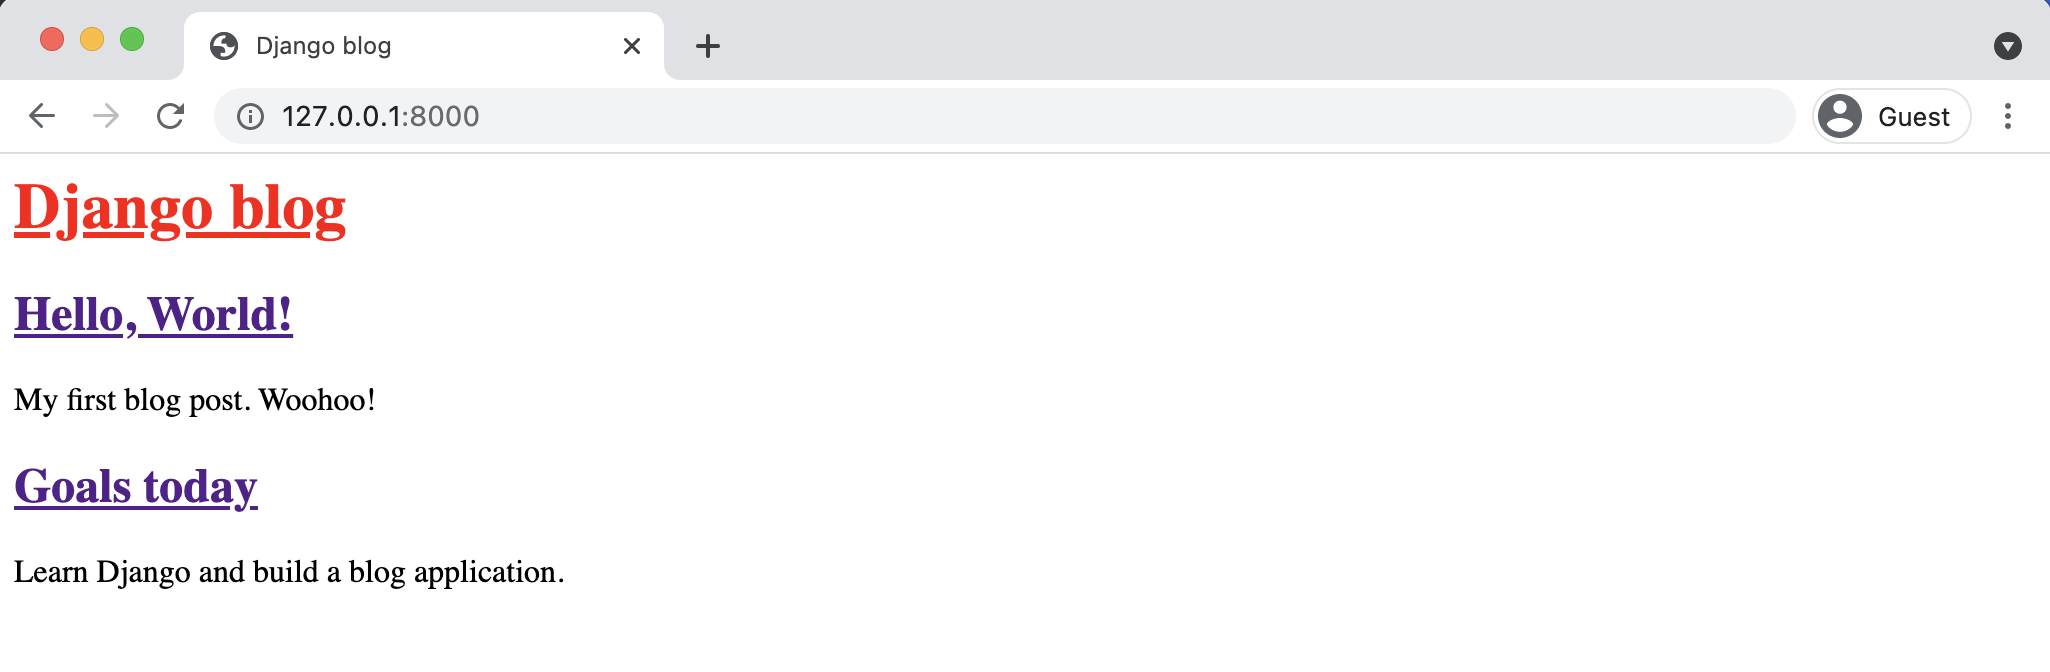 Django blog
127.0.0.1:8000
Guest
Django blog
Hello, World!
My first blog post. Woohoo!
Goals today
Learn Django and build a blog application.